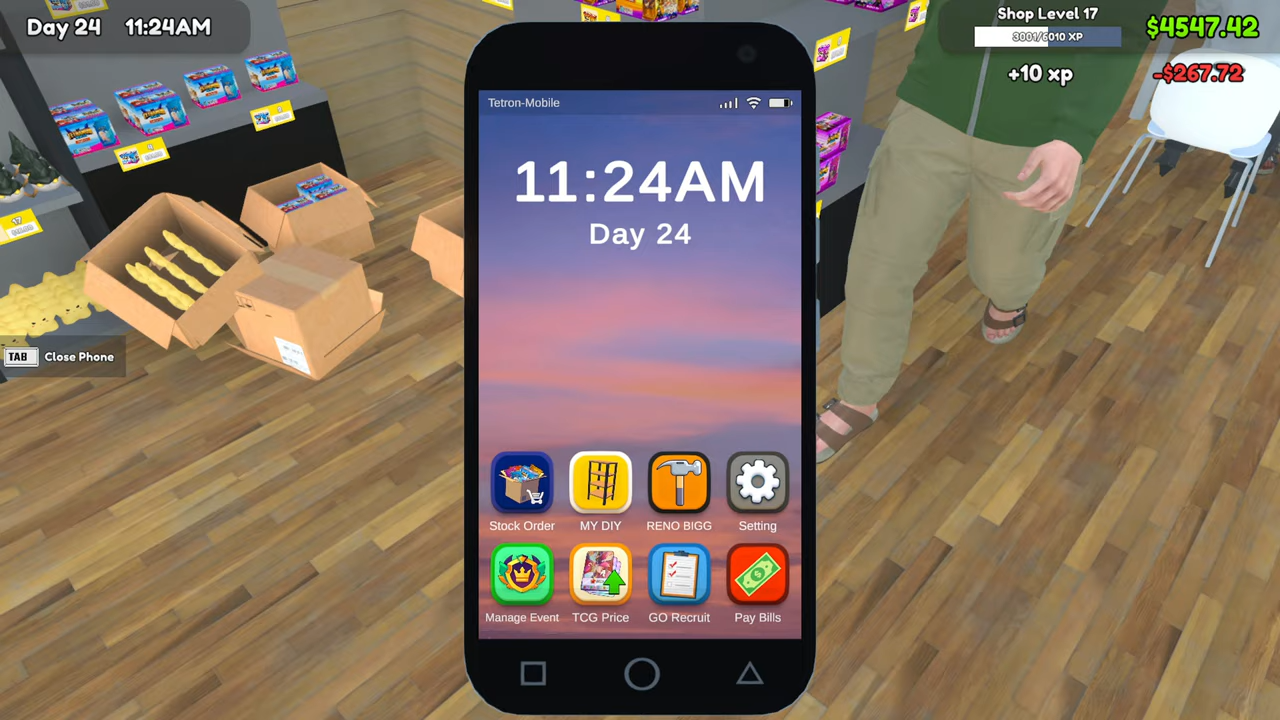 Day 24 11:24AM
Shop Level 17
3001/6010 XP
$4547.42
+10 xp
-$267.72
Tetron-Mobile
11:24AM
Day 24
17
TAB Close Phone
Stock Order MY DIY RENO BIGG Setting
Manage Event TCG Price GO Recruit Pay Bills